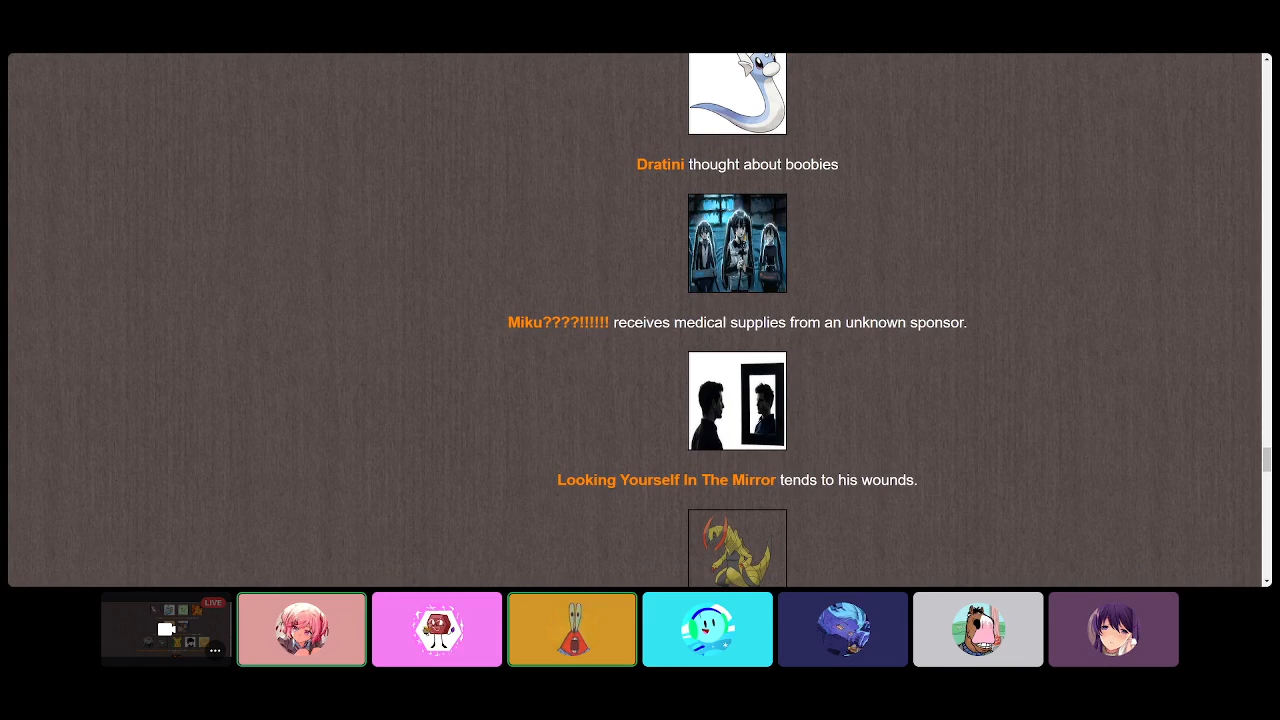 Dratini thought about boobies
Miku????!!!!!! receives medical supplies from an unknown sponsor.
Looking Yourself In The Mirror tends to his wounds.
LIVE